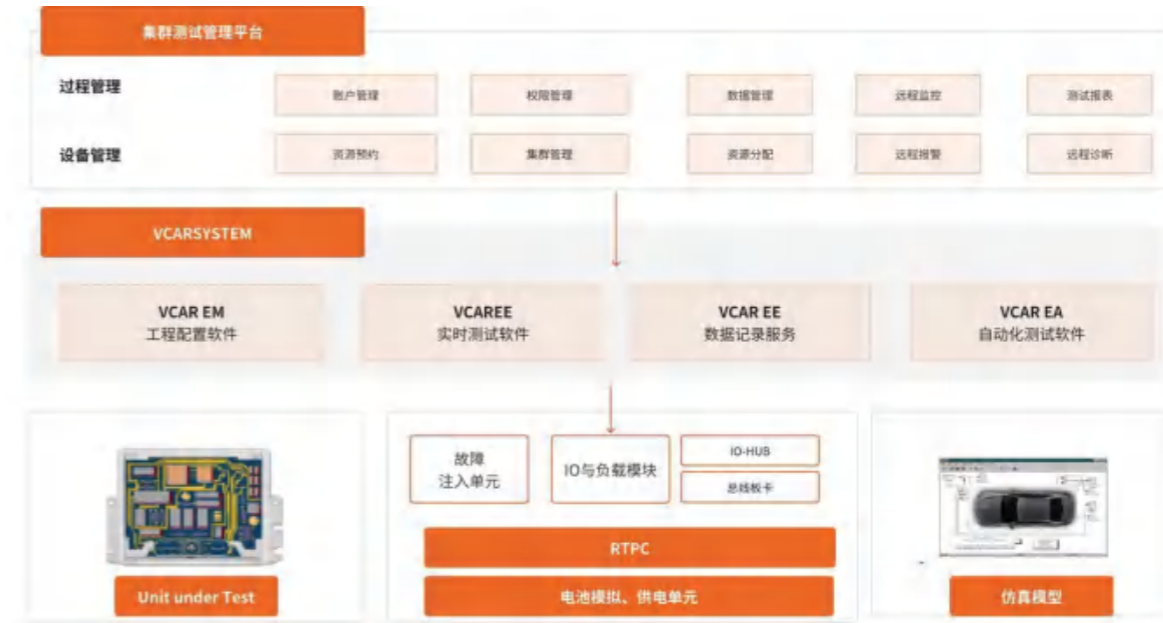 集群测试管理平台
过程管理
账户管理
权限管理
数据管理
远程监控
测试报表
设备管理
资源预约
集群管理
资源分配
远程报警
远程诊断
VCARSYSTEM
VCAR EM
工程配置软件
VCAREE
实时测试软件
VCAR EE
数据记录服务
VCAR EA
自动化测试软件
故障
注入单元
IO与负载模块
IO-HUB
总线板卡
RTPC
电池模拟、供电单元
Unit under Test
仿真模型